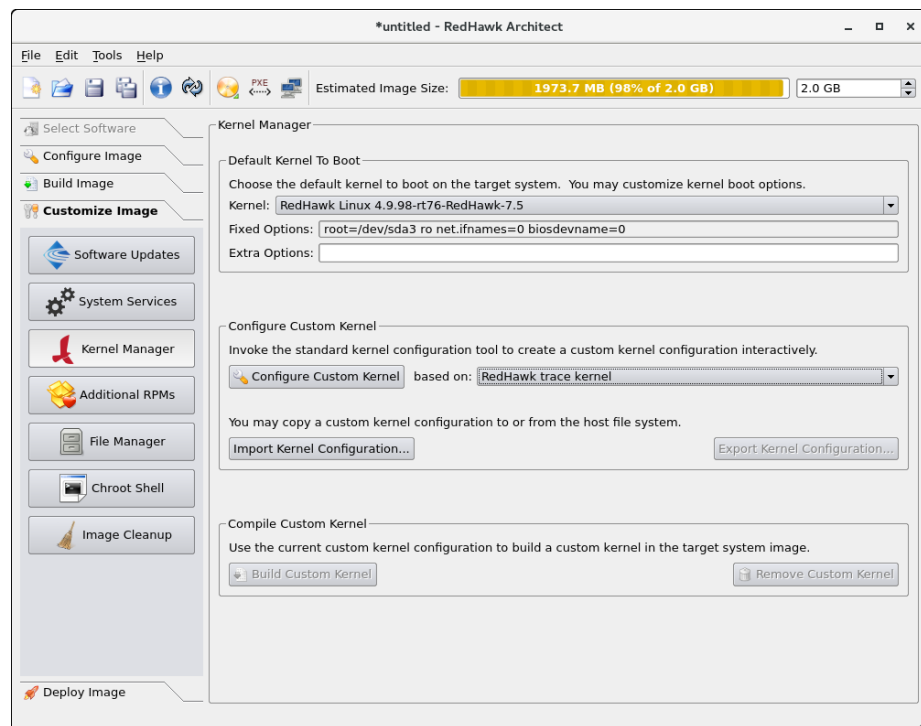 *untitled - RedHawk Architect
File Edit Tools Help
PXE
Estimated Image Size: 1973.7 MB (98% of 2.0 GB) 2.0 GB
Select Software
Configure Image
Build Image
Customize Image
Software Updates
System Services
Kernel Manager
Additional RPMs
File Manager
Chroot Shell
Image Cleanup
Deploy Image
Kernel Manager
Default Kernel To Boot
Choose the default kernel to boot on the target system. You may customize kernel boot options.
Kernel: RedHawk Linux 4.9.98-rt76-RedHawk-7.5
Fixed Options: root=/dev/sda3 ro net.ifnames=0 biosdevname=0
Extra Options:
Configure Custom Kernel
Invoke the standard kernel configuration tool to create a custom kernel configuration interactively.
Configure Custom Kernel based on: RedHawk trace kernel
You may copy a custom kernel configuration to or from the host file system.
Import Kernel Configuration... Export Kernel Configuration...
Compile Custom Kernel
Use the current custom kernel configuration to build a custom kernel in the target system image.
Build Custom Kernel Remove Custom Kernel